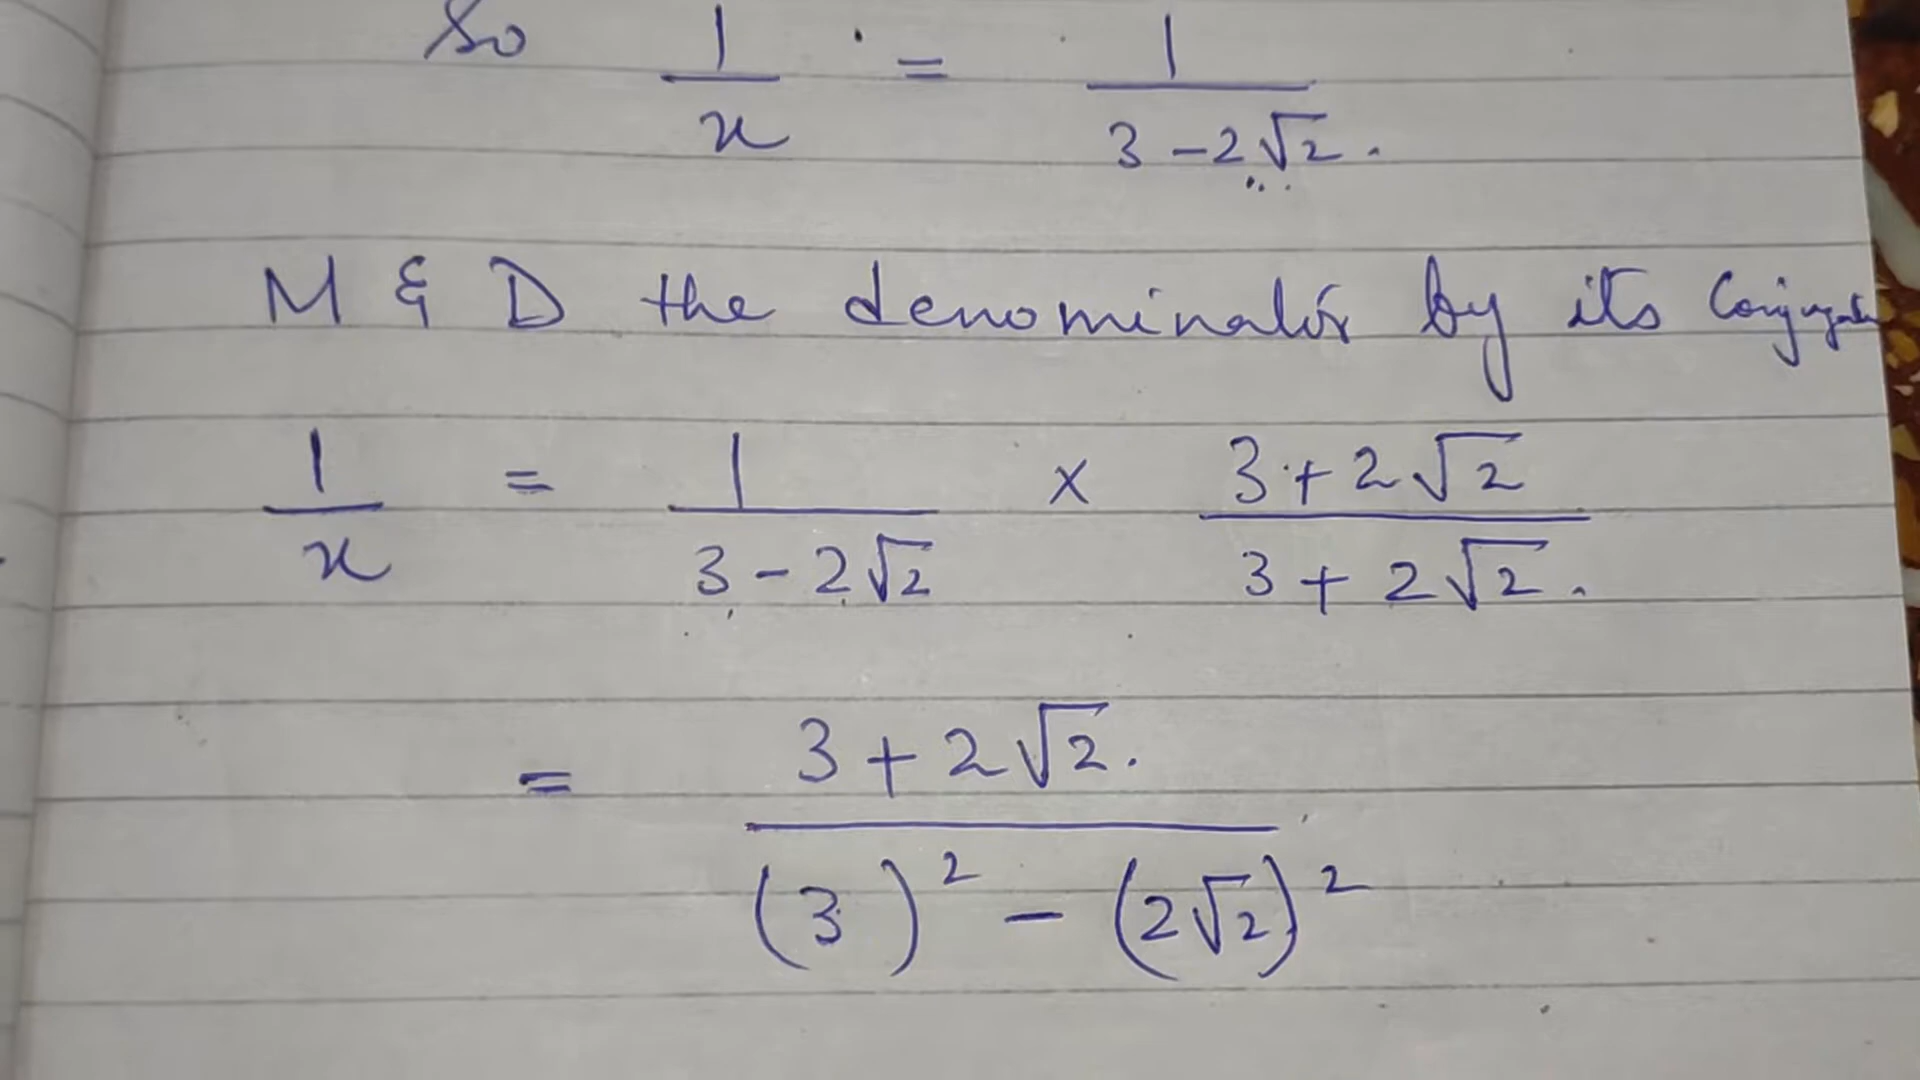 So 1/x = 1/(3 - 2√2).
M & D the denominator by its Conjugate
1/x = 1/(3 - 2√2) × (3 + 2√2)/(3 + 2√2).
= (3 + 2√2.)/((3)² - (2√2)²)